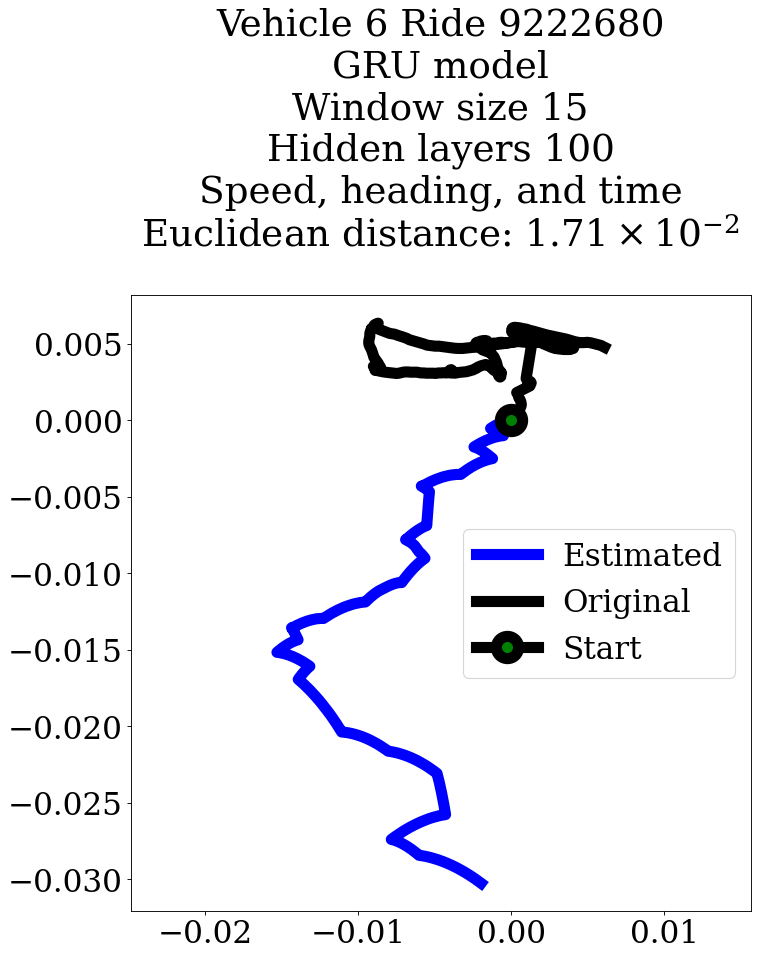 Vehicle 6 Ride 9222680
GRU model
Window size 15
Hidden layers 100
Speed, heading, and time
Euclidean distance: 1.71 × 10⁻²
0.005
0.000
−0.005
−0.010
−0.015
−0.020
−0.025
−0.030
Estimated
Original
Start
−0.02
−0.01
0.00
0.01